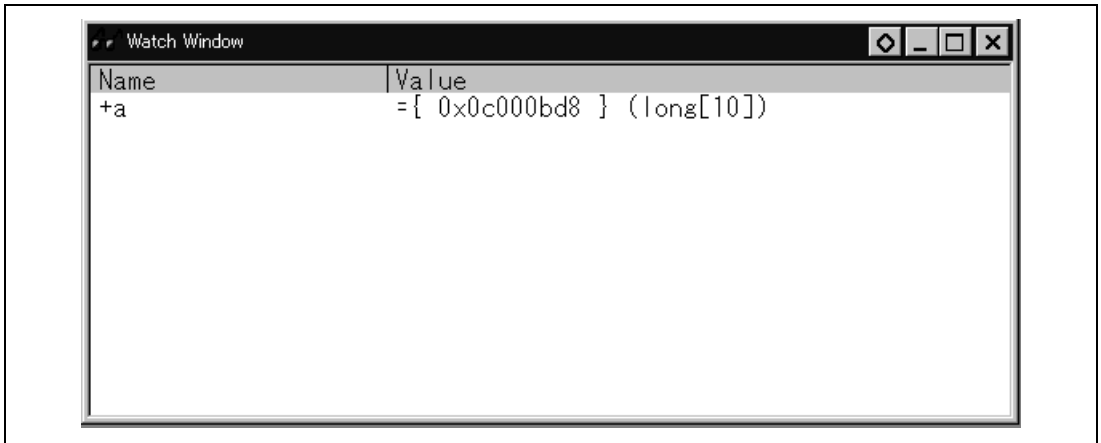 Watch Window
Name Value
+a ={ 0x0c000bd8 } (long[10])